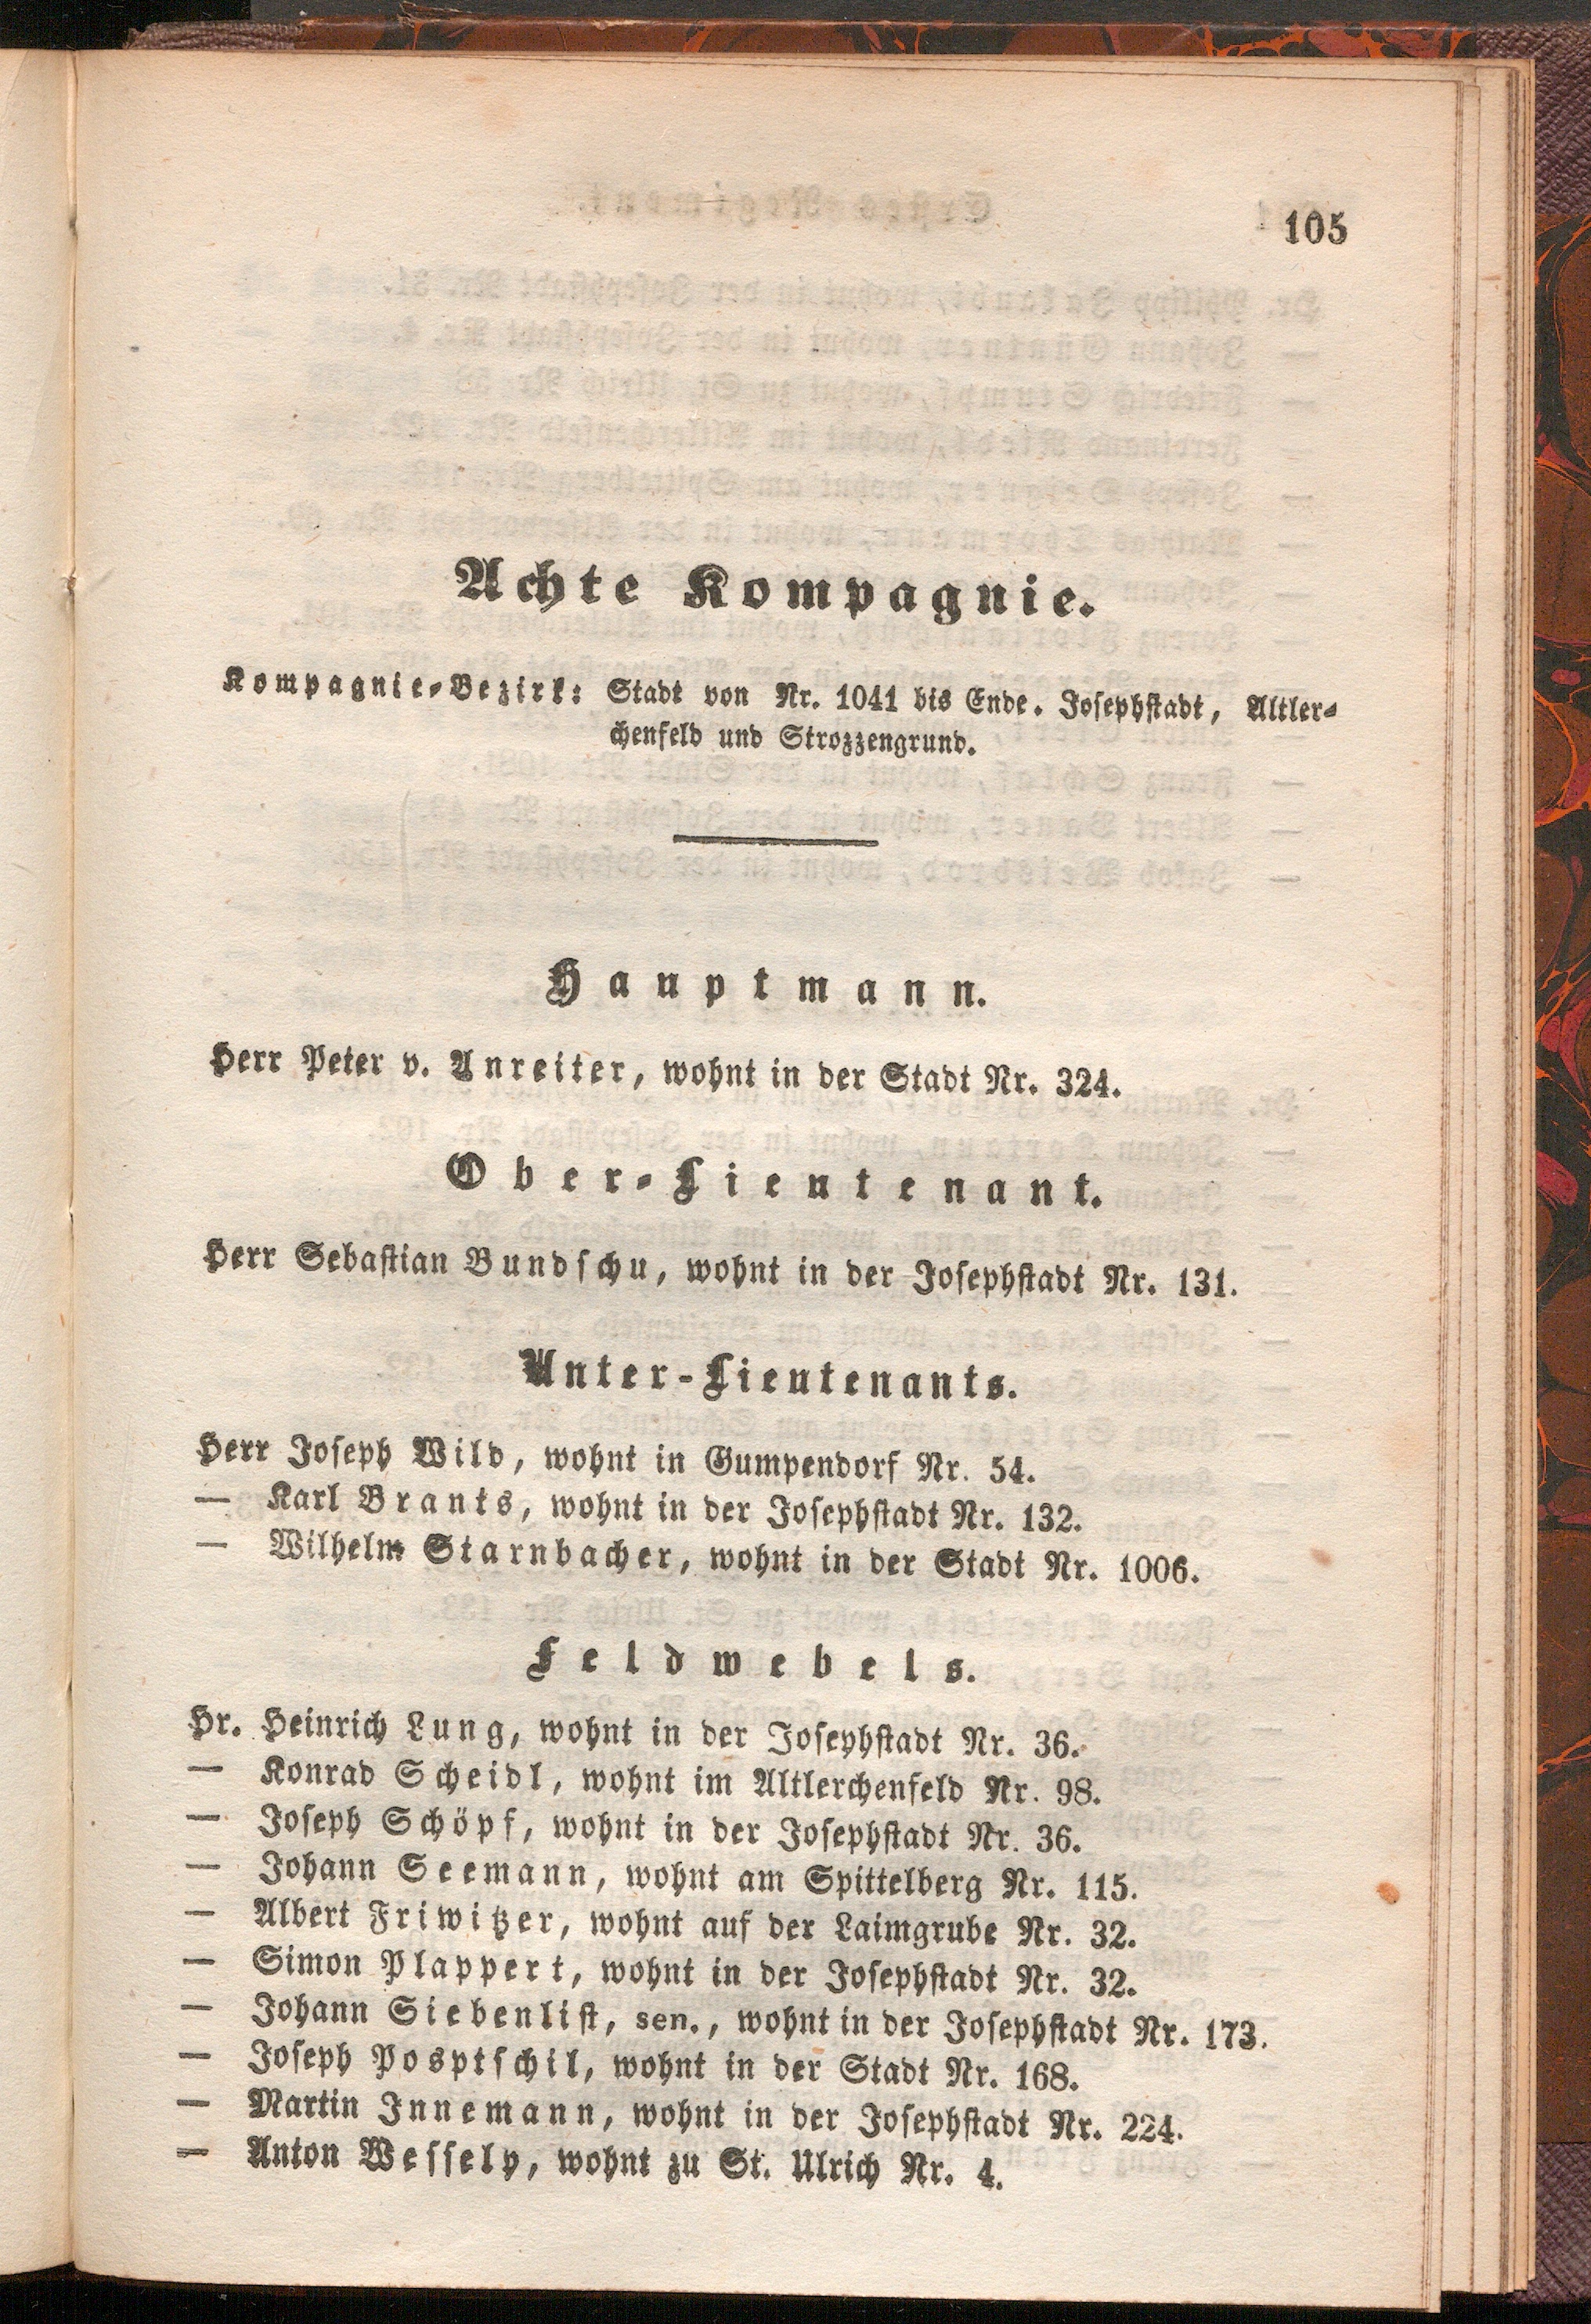 105
Achte Kompagnie.
Kompagnie-Bezirk: Stadt von Nr. 1041 bis Ende. Josephstadt, Altler-
chenfeld und Strozzengrund.
Hauptmann.
Herr Peter v. Anreiter, wohnt in der Stadt Nr. 324.
Ober-Lieutenant.
Herr Sebastian Bundschu, wohnt in der Josephstadt Nr. 131.
Unter-Lieutenants.
Herr Joseph Wild, wohnt in Gumpendorf Nr. 54.
— Karl Brants, wohnt in der Josephstadt Nr. 132.
— Wilhelm Starnbacher, wohnt in der Stadt Nr. 1006.
Feldwebels.
Hr. Heinrich Lung, wohnt in der Josephstadt Nr. 36.
— Konrad Scheidl, wohnt im Altlerchenfeld Nr. 98.
— Joseph Schöpf, wohnt in der Josephstadt Nr. 36.
— Johann Seemann, wohnt am Spittelberg Nr. 115.
— Albert Friwitzer, wohnt auf der Laimgrube Nr. 32.
— Simon Plappert, wohnt in der Josephstadt Nr. 32.
— Johann Siebenlist, sen., wohnt in der Josephstadt Nr. 173.
— Joseph Posptschil, wohnt in der Stadt Nr. 168.
— Martin Innemann, wohnt in der Josephstadt Nr. 224.
— Anton Wessely, wohnt zu St. Ulrich Nr. 4.